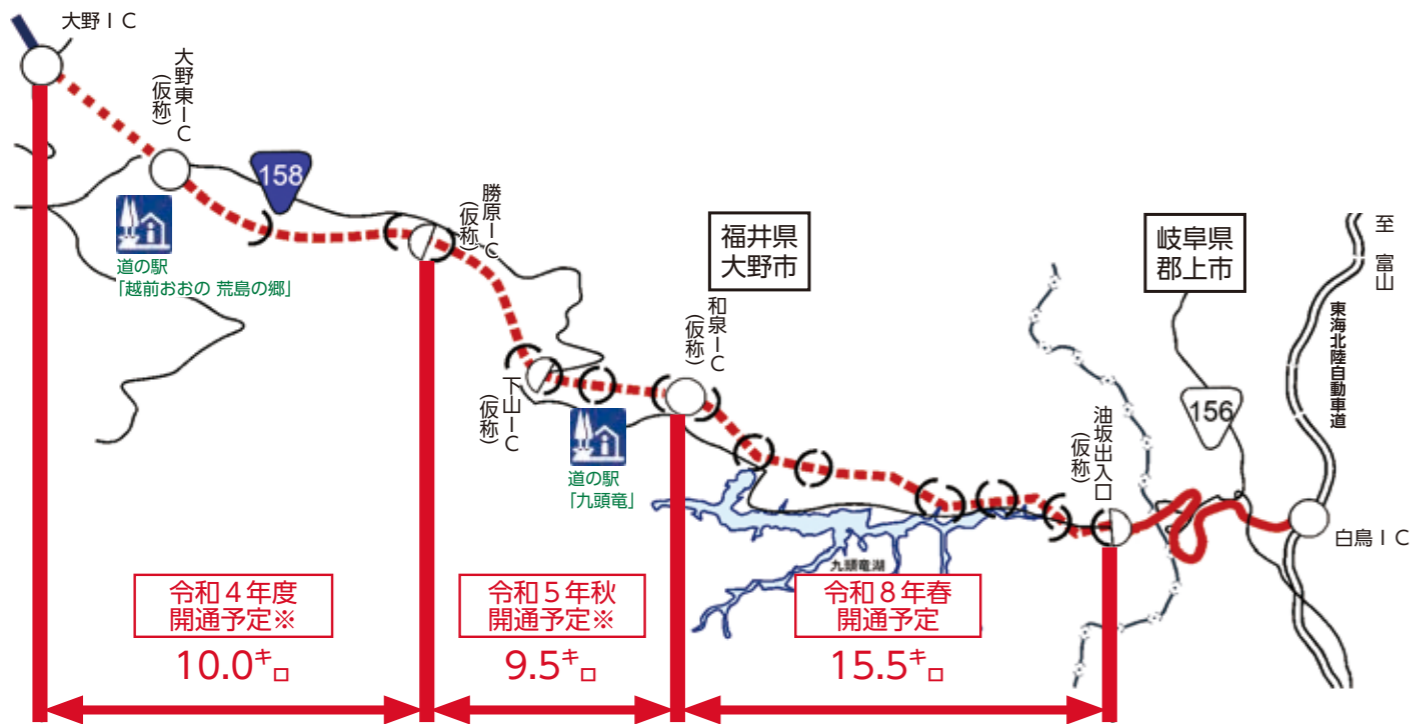 大野ＩＣ
大野東ＩＣ
(仮称)
158
道の駅
「越前おおの 荒島の郷」
勝原ＩＣ
(仮称)
下山ＩＣ
(仮称)
道の駅
「九頭竜」
福井県
大野市
和泉ＩＣ
(仮称)
九頭竜湖
油坂出入口
(仮称)
岐阜県
郡上市
156
至 富山
東海北陸自動車道
白鳥ＩＣ
令和４年度
開通予定※
10.0キロ
令和５年秋
開通予定※
9.5キロ
令和８年春
開通予定
15.5キロ